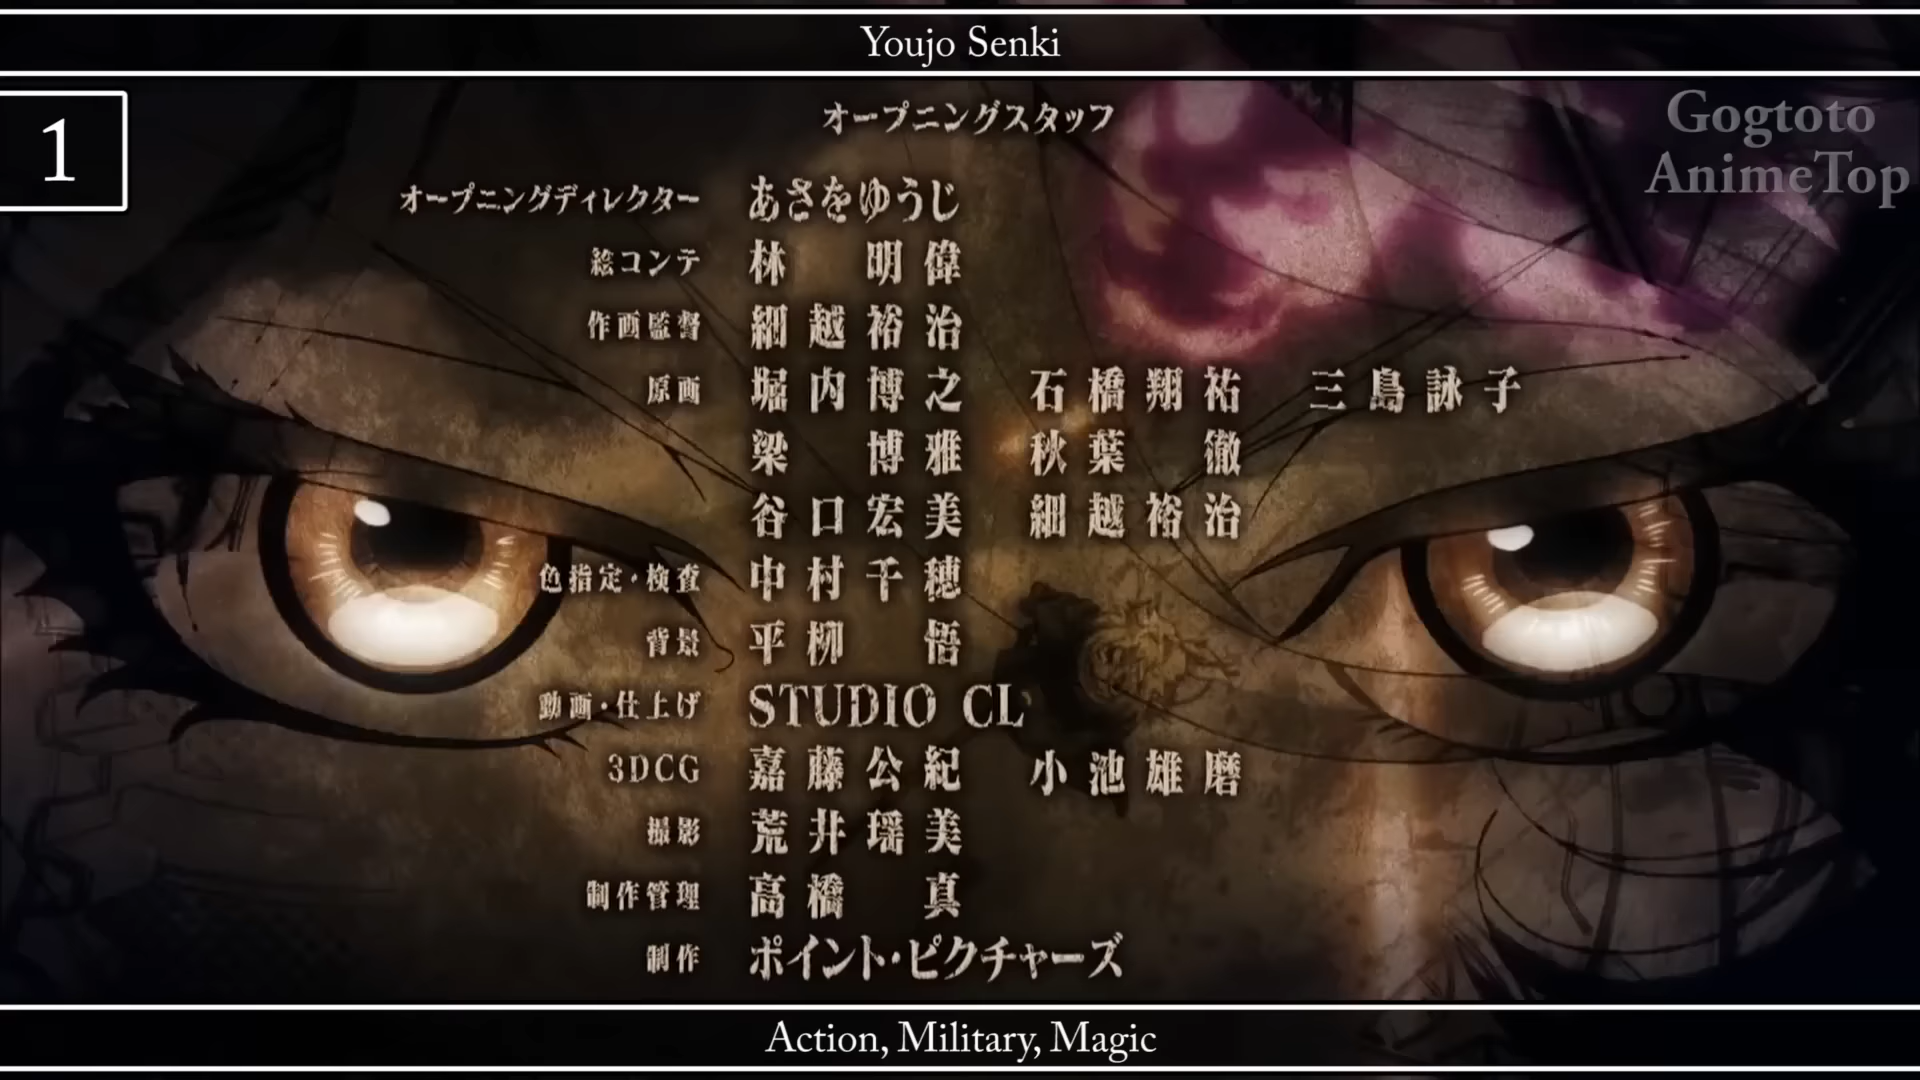 Youjo Senki
1
Gogtoto
AnimeTop
オープニングスタッフ
オープニングディレクター あさをゆうじ
絵コンテ 林 明偉
作画監督 細越裕治
原画 堀内博之 石橋翔祐 三島詠子
梁 博雅 秋葉 徹
谷口宏美 細越裕治
色指定・検査 中村千穂
背景 平柳 悟
動画・仕上げ STUDIO CL
3DCG 嘉藤公紀 小池雄磨
撮影 荒井瑶美
制作管理 高橋 真
制作 ポイント・ピクチャーズ
Action, Military, Magic